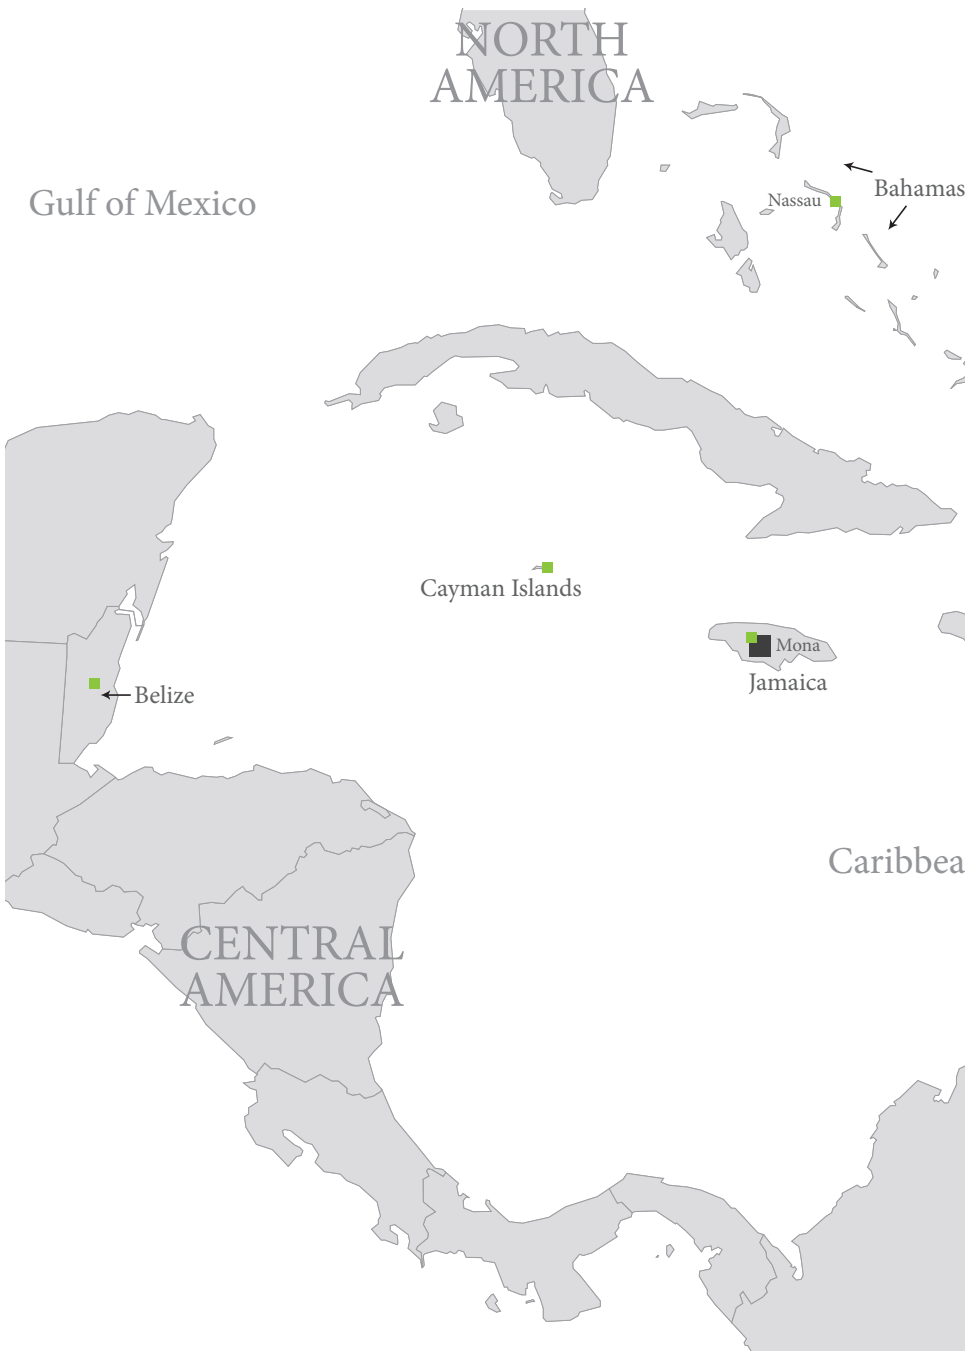 NORTH
AMERICA
Gulf of Mexico
Bahamas
Nassau
Cayman Islands
Mona
Jamaica
Belize
Caribbea
CENTRAL
AMERICA